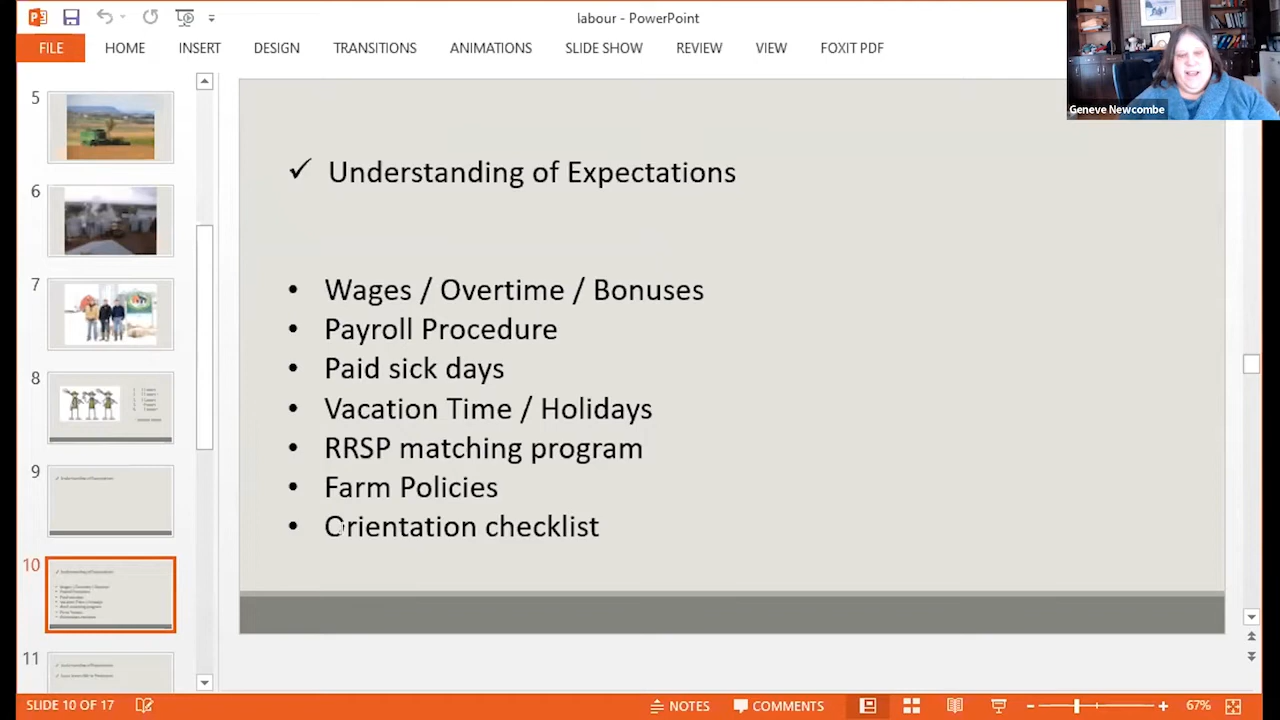 labour - PowerPoint
FILE HOME INSERT DESIGN TRANSITIONS ANIMATIONS SLIDE SHOW REVIEW VIEW FOXIT PDF
Geneve Newcombe
5
6
7
8
9
10
11
✓ Understanding of Expectations
• Wages / Overtime / Bonuses
• Payroll Procedure
• Paid sick days
• Vacation Time / Holidays
• RRSP matching program
• Farm Policies
• Orientation checklist
SLIDE 10 OF 17 NOTES COMMENTS 67%